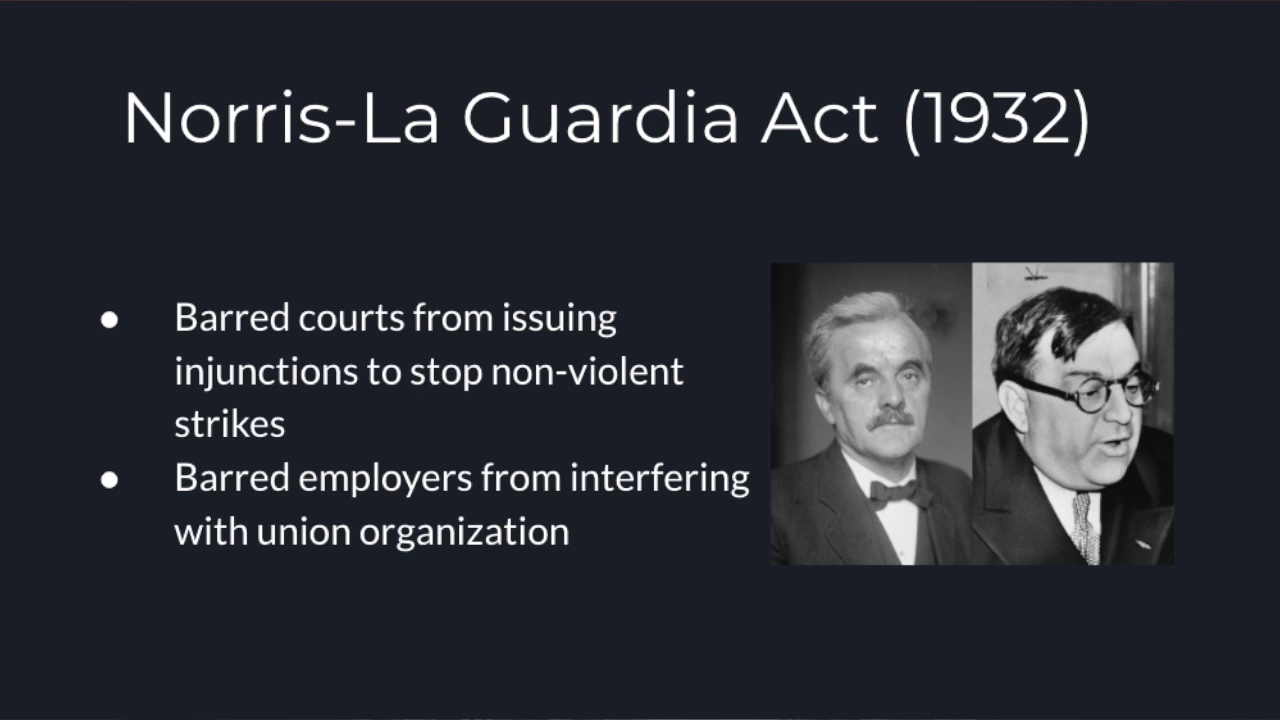 Norris-La Guardia Act (1932)
● Barred courts from issuing
injunctions to stop non-violent
strikes
● Barred employers from interfering
with union organization